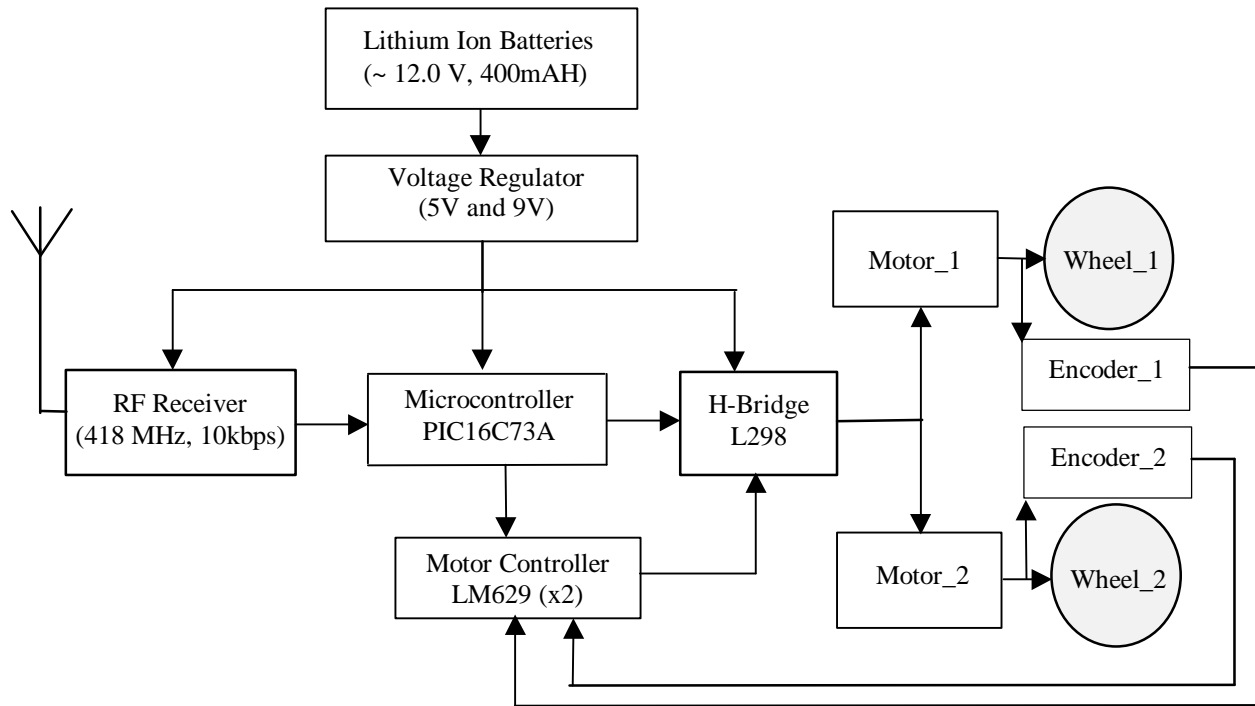 Lithium Ion Batteries
(~ 12.0 V, 400mAH)
Voltage Regulator
(5V and 9V)
Motor_1
Wheel_1
Encoder_1
RF Receiver
(418 MHz, 10kbps)
Microcontroller
PIC16C73A
H-Bridge
L298
Encoder_2
Motor Controller
LM629 (x2)
Motor_2
Wheel_2